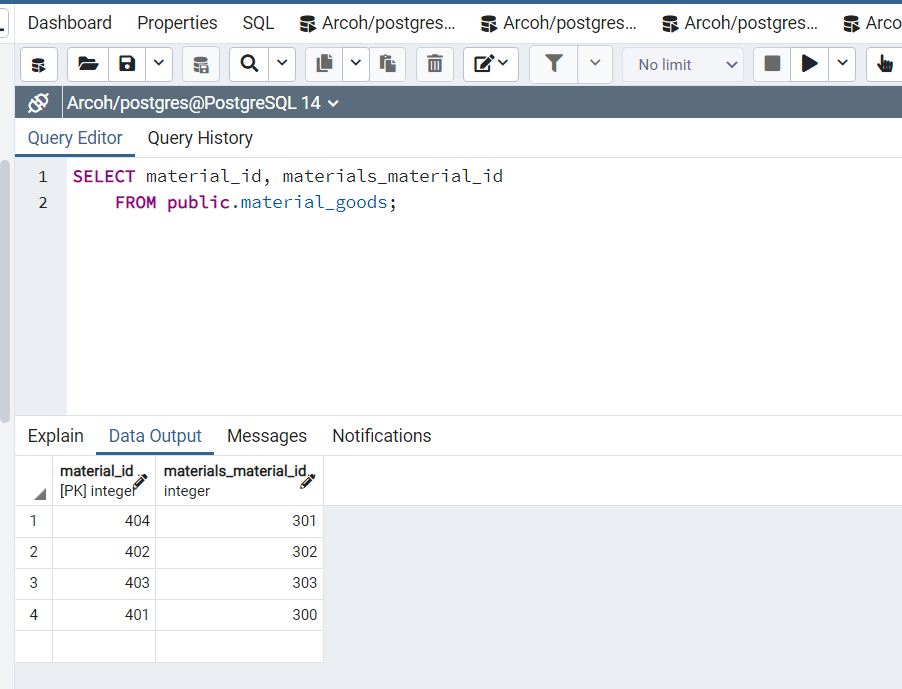 Dashboard Properties SQL Arcoh/postgres... Arcoh/postgres... Arcoh/postgres... Arco
No limit
Arcoh/postgres@PostgreSQL 14
Query Editor Query History
1 SELECT material_id, materials_material_id
2 FROM public.material_goods;
Explain Data Output Messages Notifications
material_id materials_material_id
[PK] integer integer
1 404 301
2 402 302
3 403 303
4 401 300